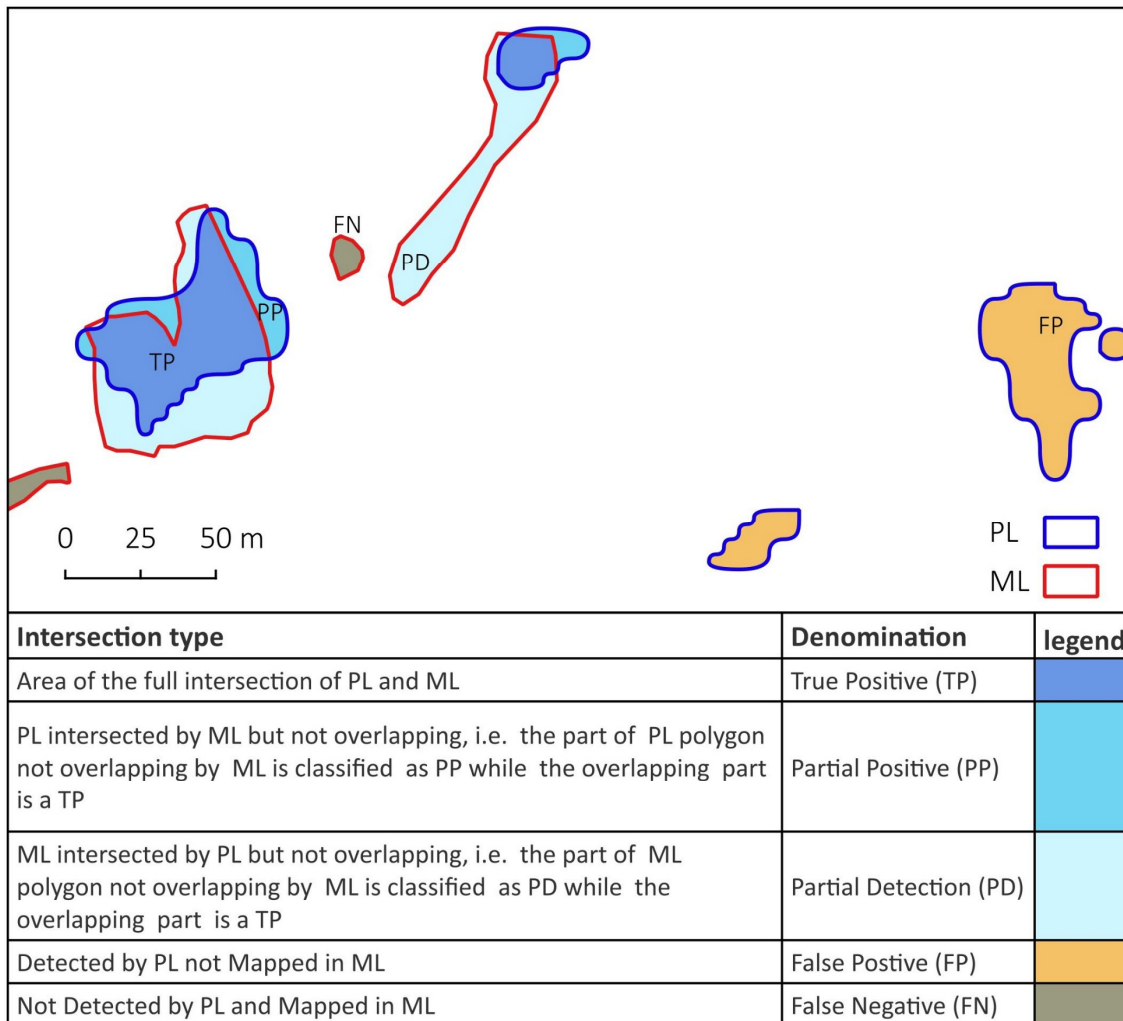 FN
PD
PP
TP
FP
0 25 50 m
PL
ML
Intersection type Denomination legend
Area of the full intersection of PL and ML True Positive (TP)
PL intersected by ML but not overlapping, i.e. the part of PL polygon
not overlapping by ML is classified as PP while the overlapping part
is a TP
Partial Positive (PP)
ML intersected by PL but not overlapping, i.e. the part of ML
polygon not overlapping by ML is classified as PD while the
overlapping part is a TP
Partial Detection (PD)
Detected by PL not Mapped in ML False Postive (FP)
Not Detected by PL and Mapped in ML False Negative (FN)